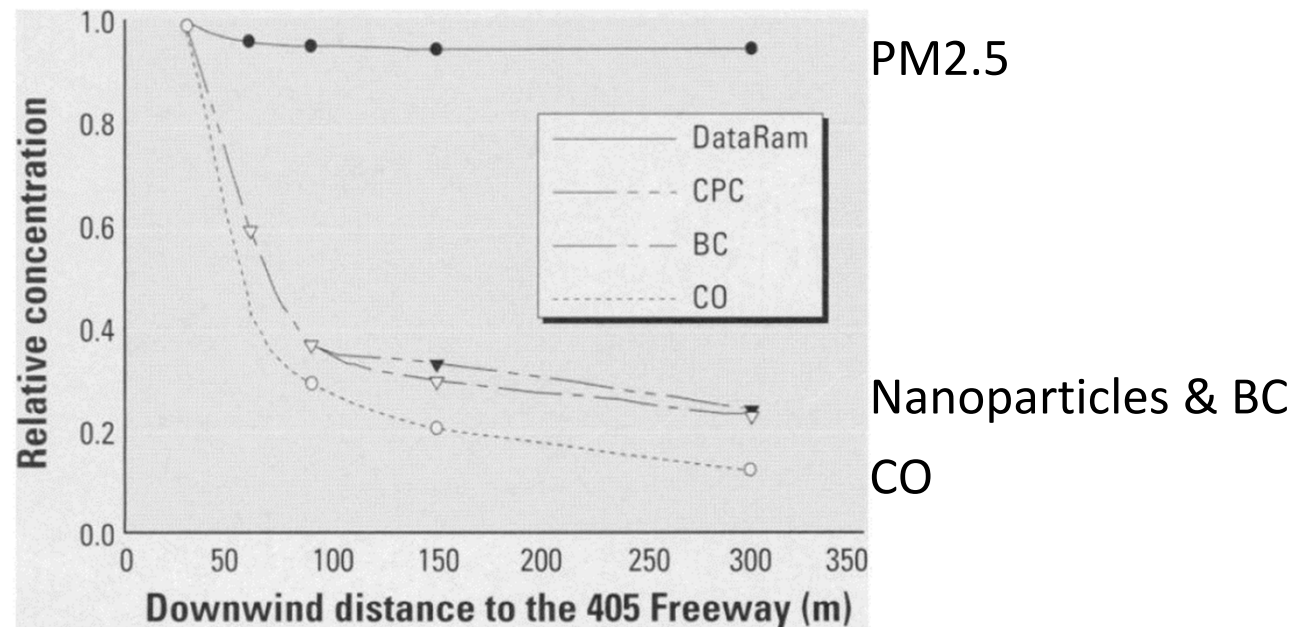 1.0
0.8
0.6
0.4
0.2
0.0
Relative concentration
DataRam
CPC
BC
CO
PM2.5
Nanoparticles & BC
CO
0 50 100 150 200 250 300 350
Downwind distance to the 405 Freeway (m)